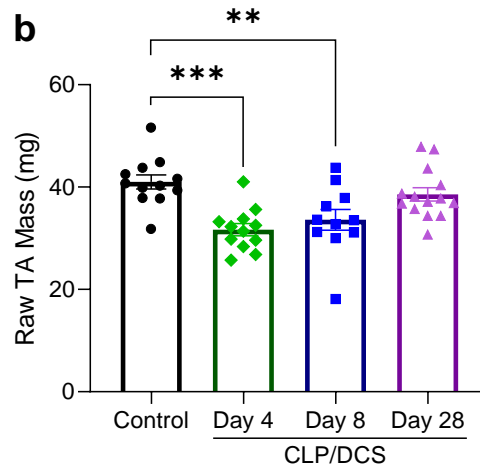 b
**
***
Raw TA Mass (mg)
60
40
20
0
Control Day 4 Day 8 Day 28
CLP/DCS